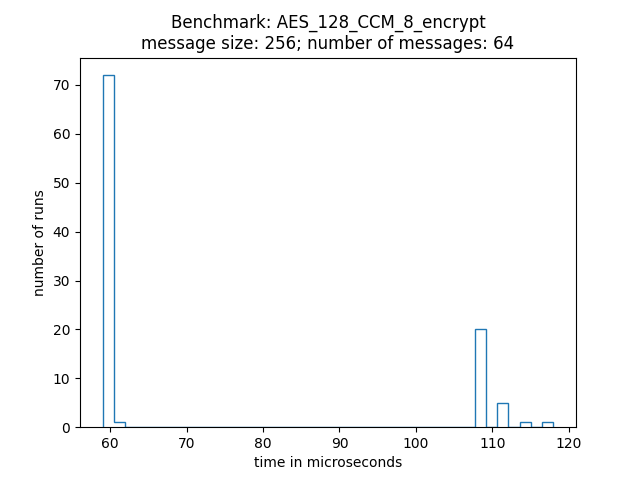 Benchmark: AES_128_CCM_8_encrypt
message size: 256; number of messages: 64
70
60
50
40
30
20
10
0
number of runs
60 70 80 90 100 110 120
time in microseconds